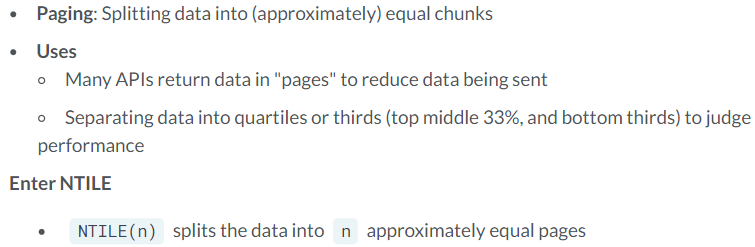 • Paging: Splitting data into (approximately) equal chunks
• Uses
○ Many APIs return data in "pages" to reduce data being sent
○ Separating data into quartiles or thirds (top middle 33%, and bottom thirds) to judge
performance
Enter NTILE
• NTILE(n) splits the data into n approximately equal pages